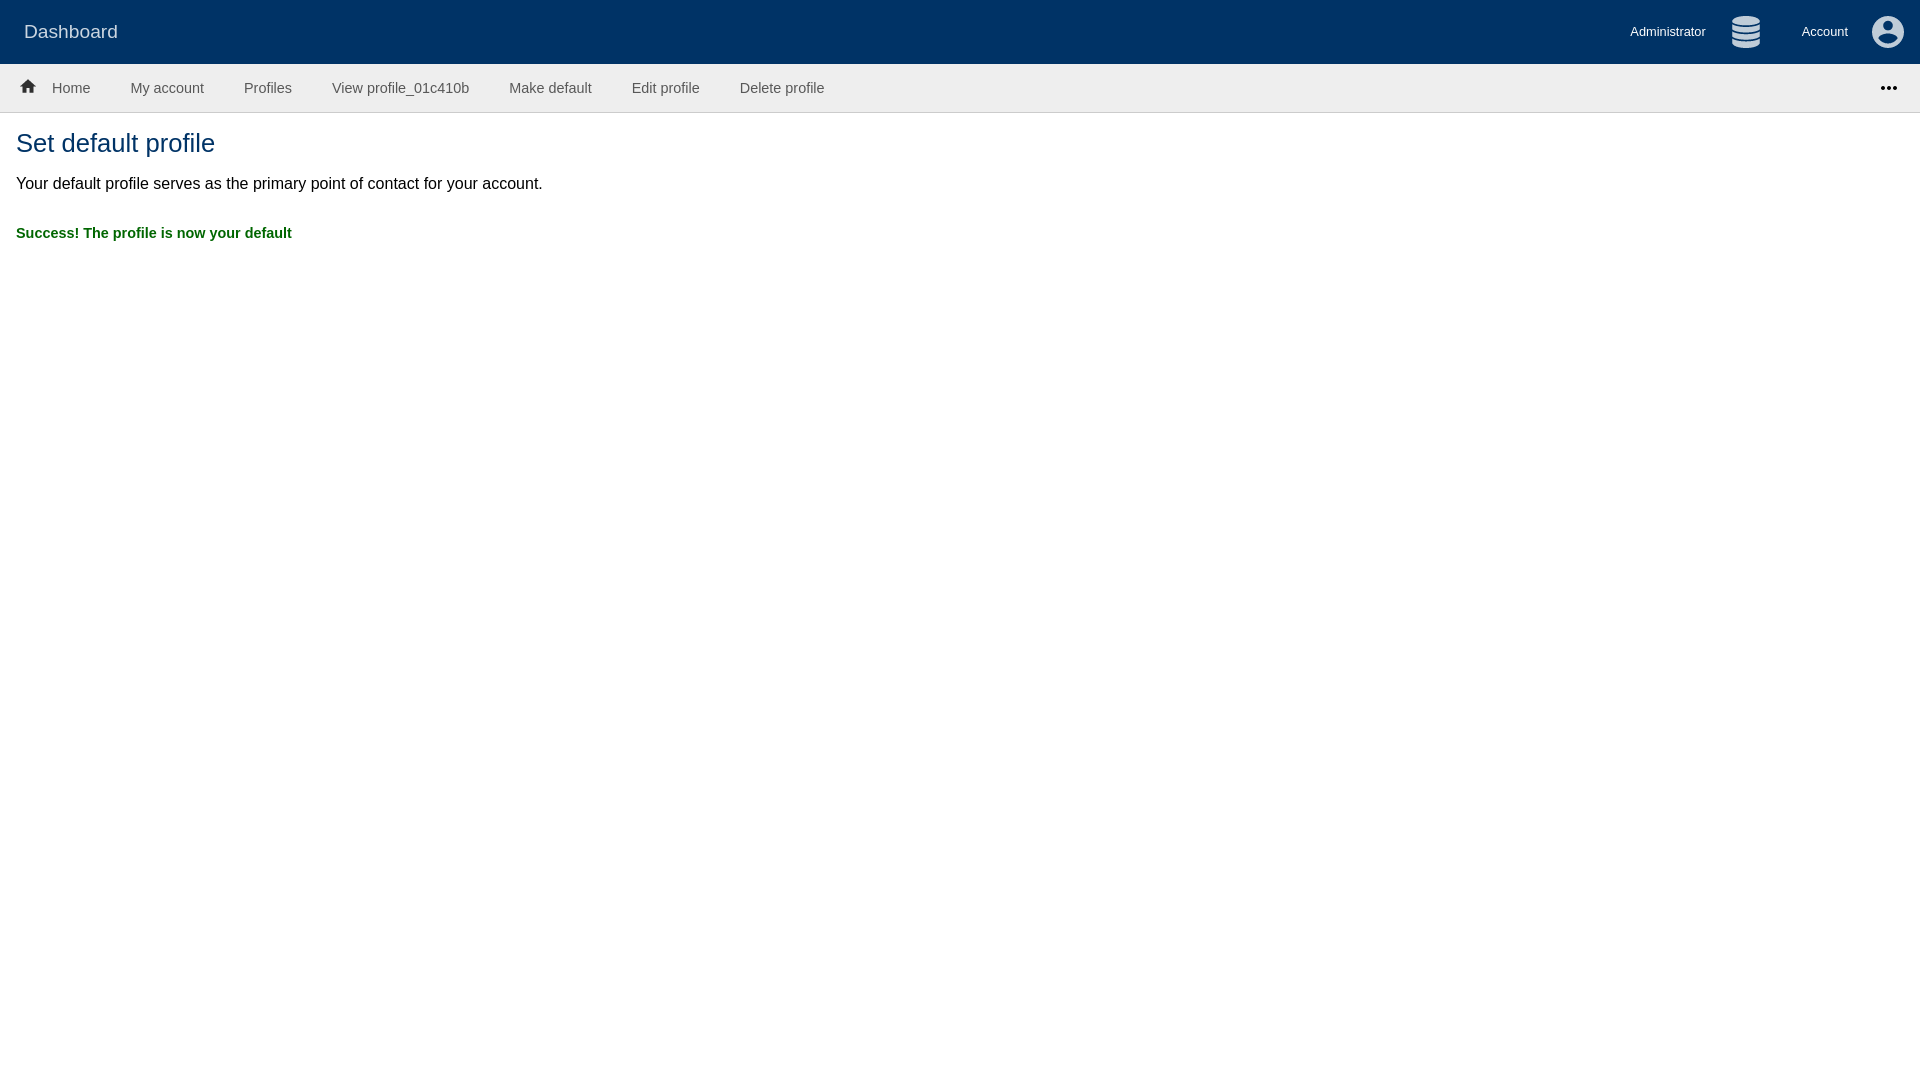 Dashboard
Administrator
Account
Home
My account
Profiles
View profile_01c410b
Make default
Edit profile
Delete profile
Set default profile
Your default profile serves as the primary point of contact for your account.
Success! The profile is now your default